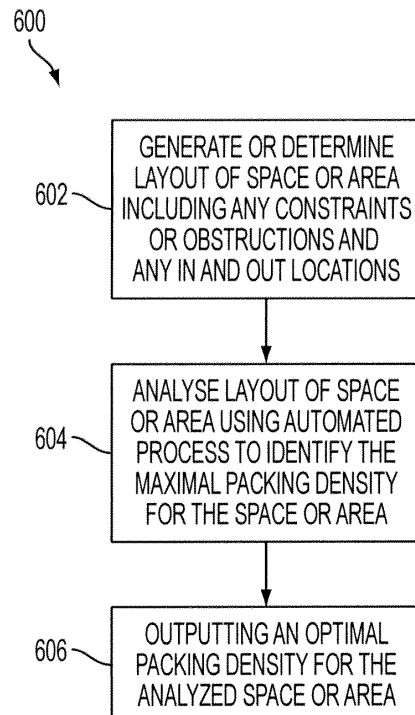 600
602
GENERATE OR DETERMINE
LAYOUT OF SPACE OR AREA
INCLUDING ANY CONSTRAINTS
OR OBSTRUCTIONS AND
ANY IN AND OUT LOCATIONS
604
ANALYSE LAYOUT OF SPACE
OR AREA USING AUTOMATED
PROCESS TO IDENTIFY THE
MAXIMAL PACKING DENSITY
FOR THE SPACE OR AREA
606
OUTPUTTING AN OPTIMAL
PACKING DENSITY FOR THE
ANALYZED SPACE OR AREA